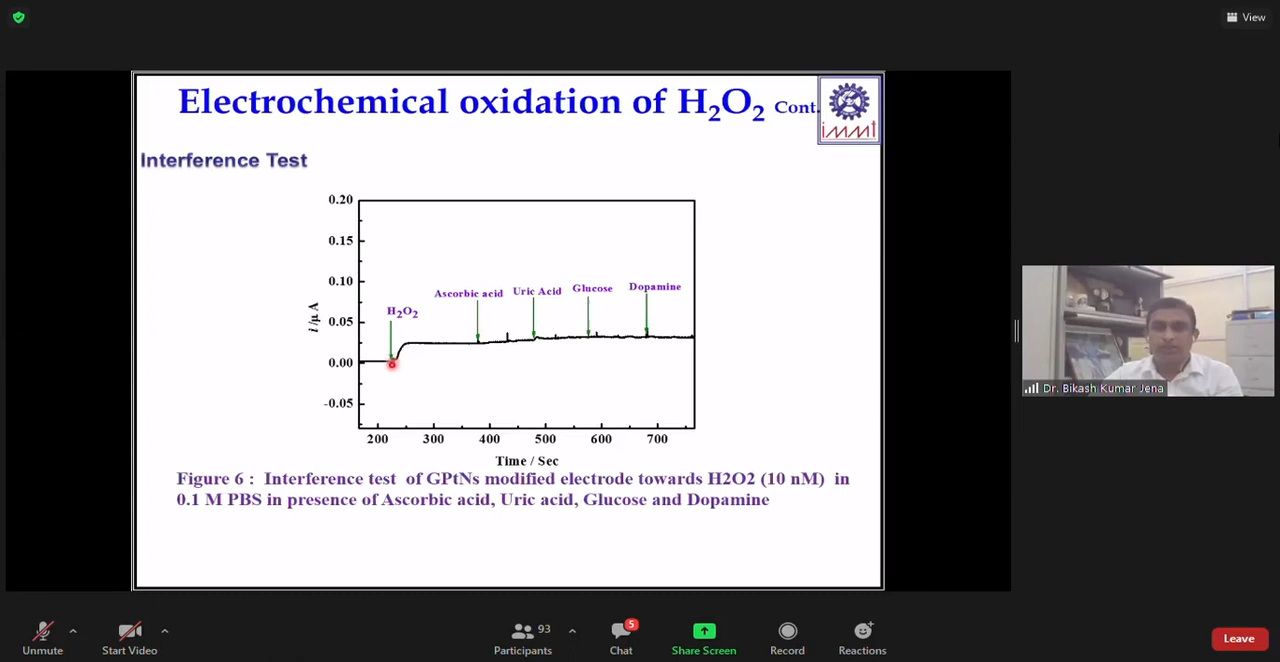 View
Electrochemical oxidation of H₂O₂ Cont.
immt
Interference Test
0.20
0.15
0.10
0.05
0.00
-0.05
i/μ A
H₂O₂
Ascorbic acid
Uric Acid
Glucose
Dopamine
200 300 400 500 600 700
Time / Sec
Figure 6 : Interference test of GPtNs modified electrode towards H2O2 (10 nM) in
0.1 M PBS in presence of Ascorbic acid, Uric acid, Glucose and Dopamine
Dr. Bikash Kumar Jena
Unmute
Start Video
93
Participants
5
Chat
Share Screen
Record
Reactions
Leave